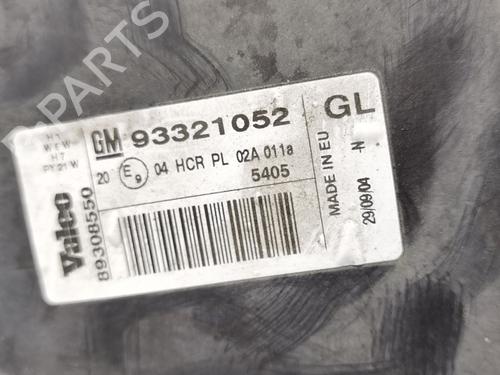 B-PARTS
H1
W5W
H7
PY21W
GM 93321052
GL
20 E9 04 HCR PL 02A 011a
5405
Valeo
89308550
MADE IN EU
29/09/04 -N